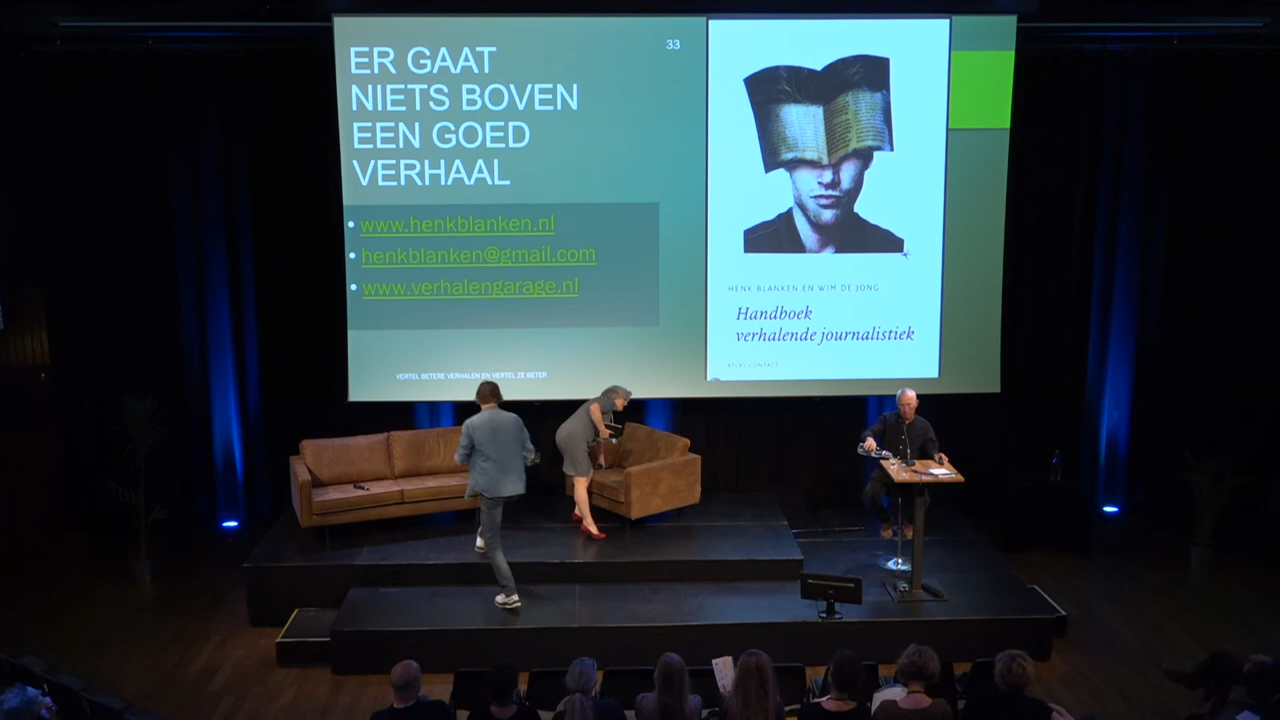 ER GAAT
NIETS BOVEN
EEN GOED
VERHAAL
33
• www.henkblanken.nl
• henkblanken@gmail.com
• www.verhalengarage.nl
VERTEL BETERE VERHALEN EN VERTEL ZE BETER
HENK BLANKEN EN WIM DE JONG
Handboek
verhalende journalistiek
ATLAS CONTACT